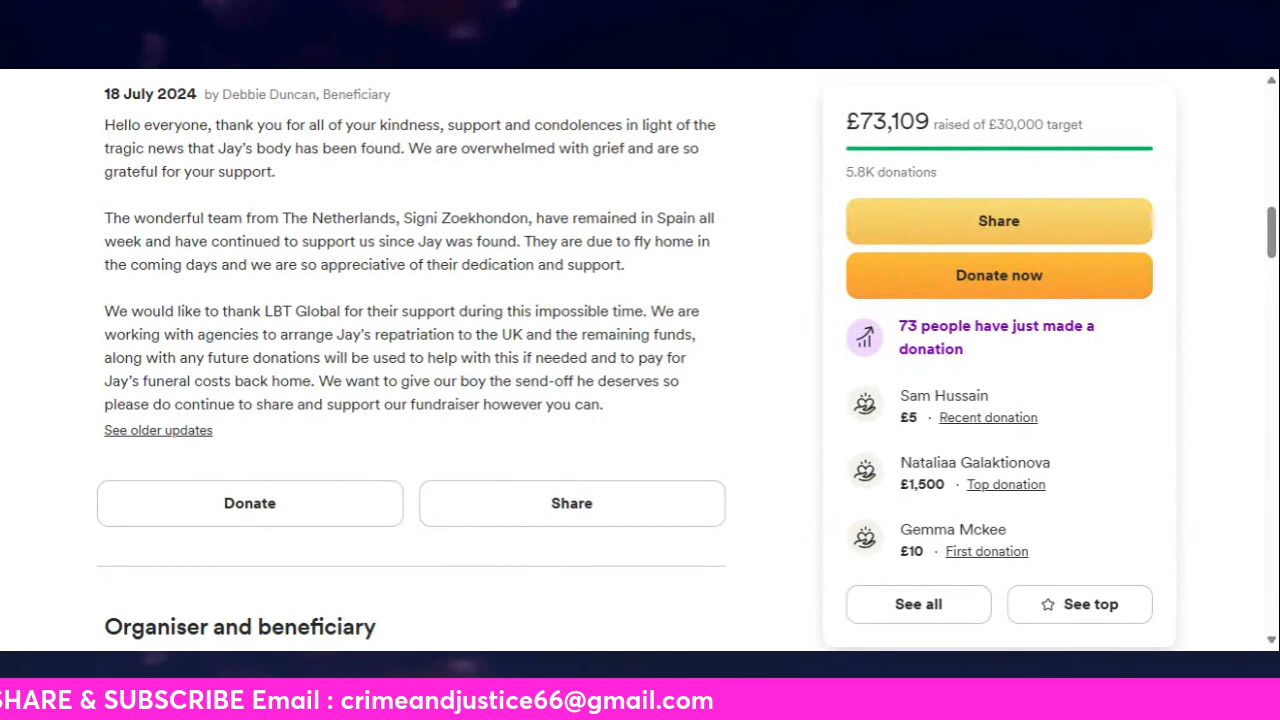 18 July 2024 by Debbie Duncan, Beneficiary
Hello everyone, thank you for all of your kindness, support and condolences in light of the
tragic news that Jay's body has been found. We are overwhelmed with grief and are so
grateful for your support.
The wonderful team from The Netherlands, Signi Zoekhondon, have remained in Spain all
week and have continued to support us since Jay was found. They are due to fly home in
the coming days and we are so appreciative of their dedication and support.
We would like to thank LBT Global for their support during this impossible time. We are
working with agencies to arrange Jay's repatriation to the UK and the remaining funds,
along with any future donations will be used to help with this if needed and to pay for
Jay's funeral costs back home. We want to give our boy the send-off he deserves so
please do continue to share and support our fundraiser however you can.
See older updates
Donate
Share
Organiser and beneficiary
£73,109 raised of £30,000 target
5.8K donations
Share
Donate now
73 people have just made a
donation
Sam Hussain
£5 · Recent donation
Nataliaa Galaktionova
£1,500 · Top donation
Gemma Mckee
£10 · First donation
See all
See top
SHARE & SUBSCRIBE Email : crimeandjustice66@gmail.com